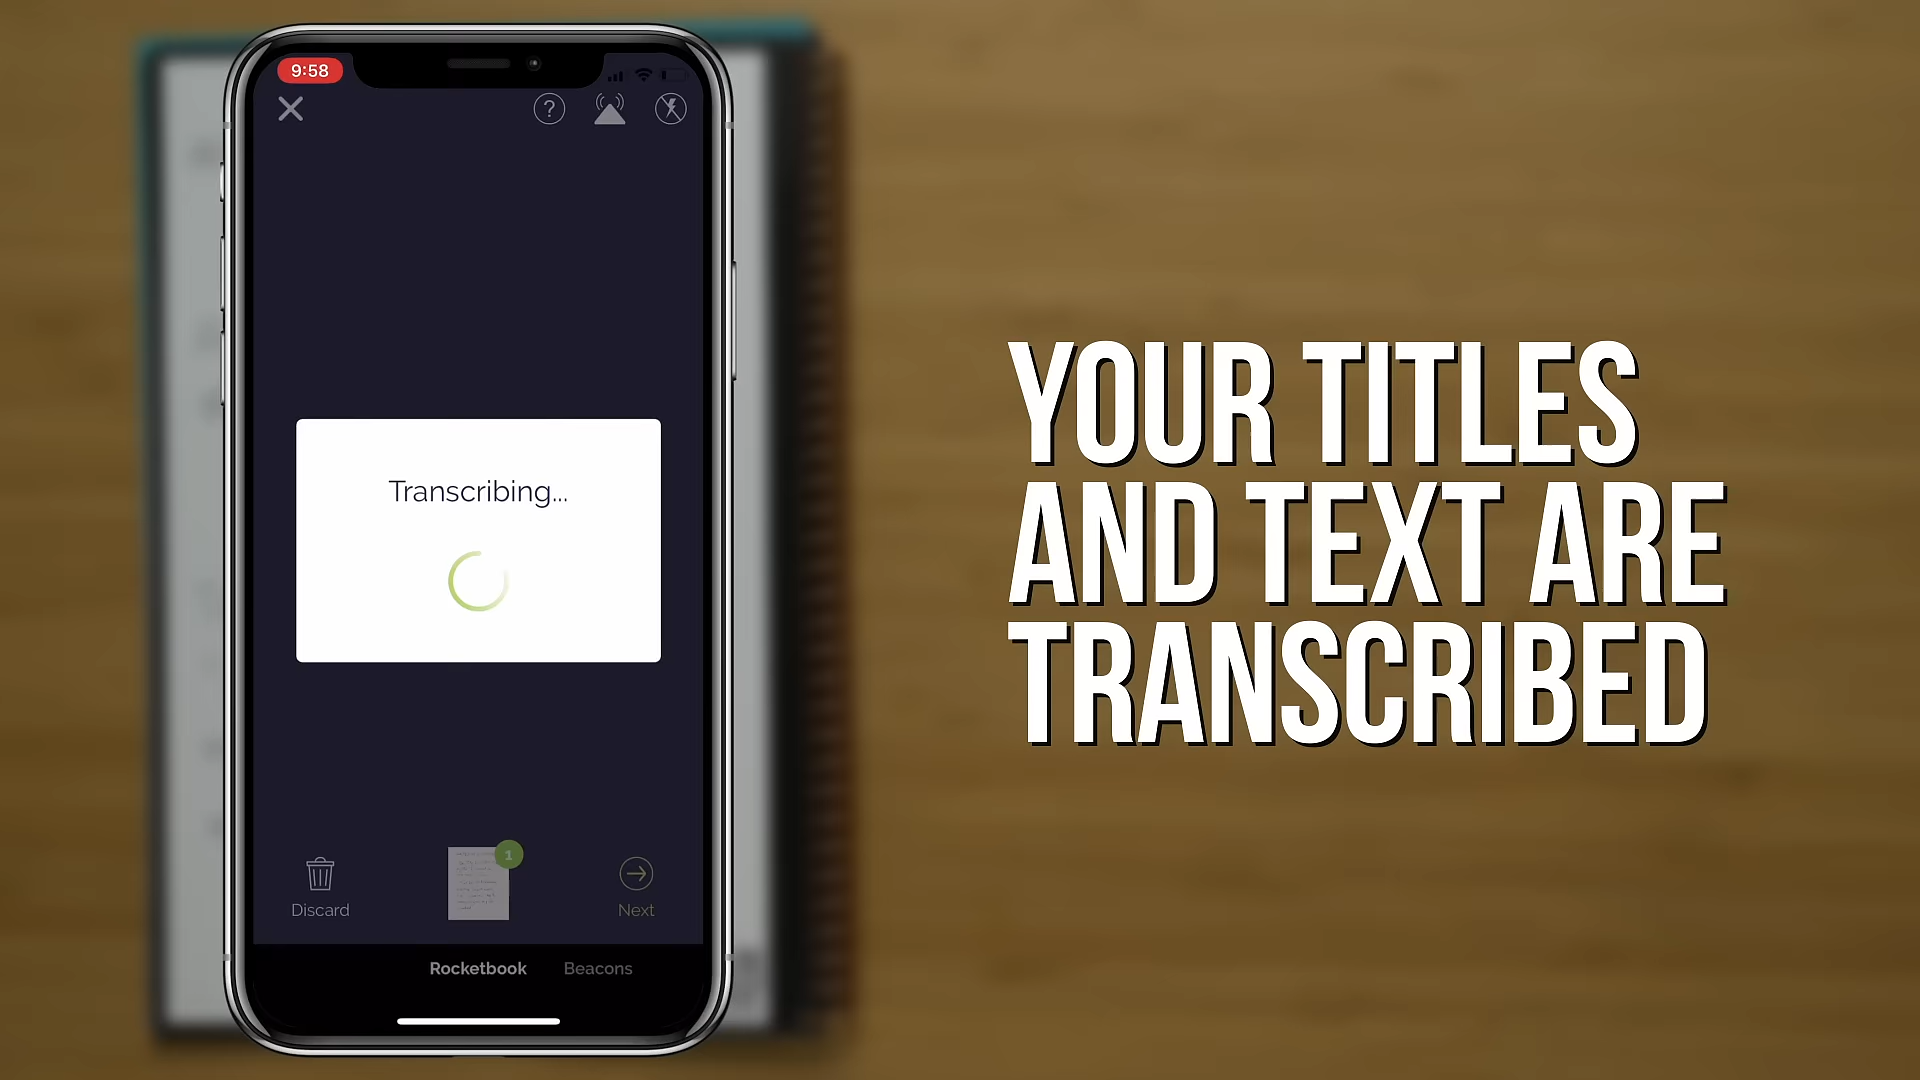 9:58
?
Transcribing...
1
Discard
Next
Rocketbook
Beacons
YOUR TITLES
AND TEXT ARE
TRANSCRIBED